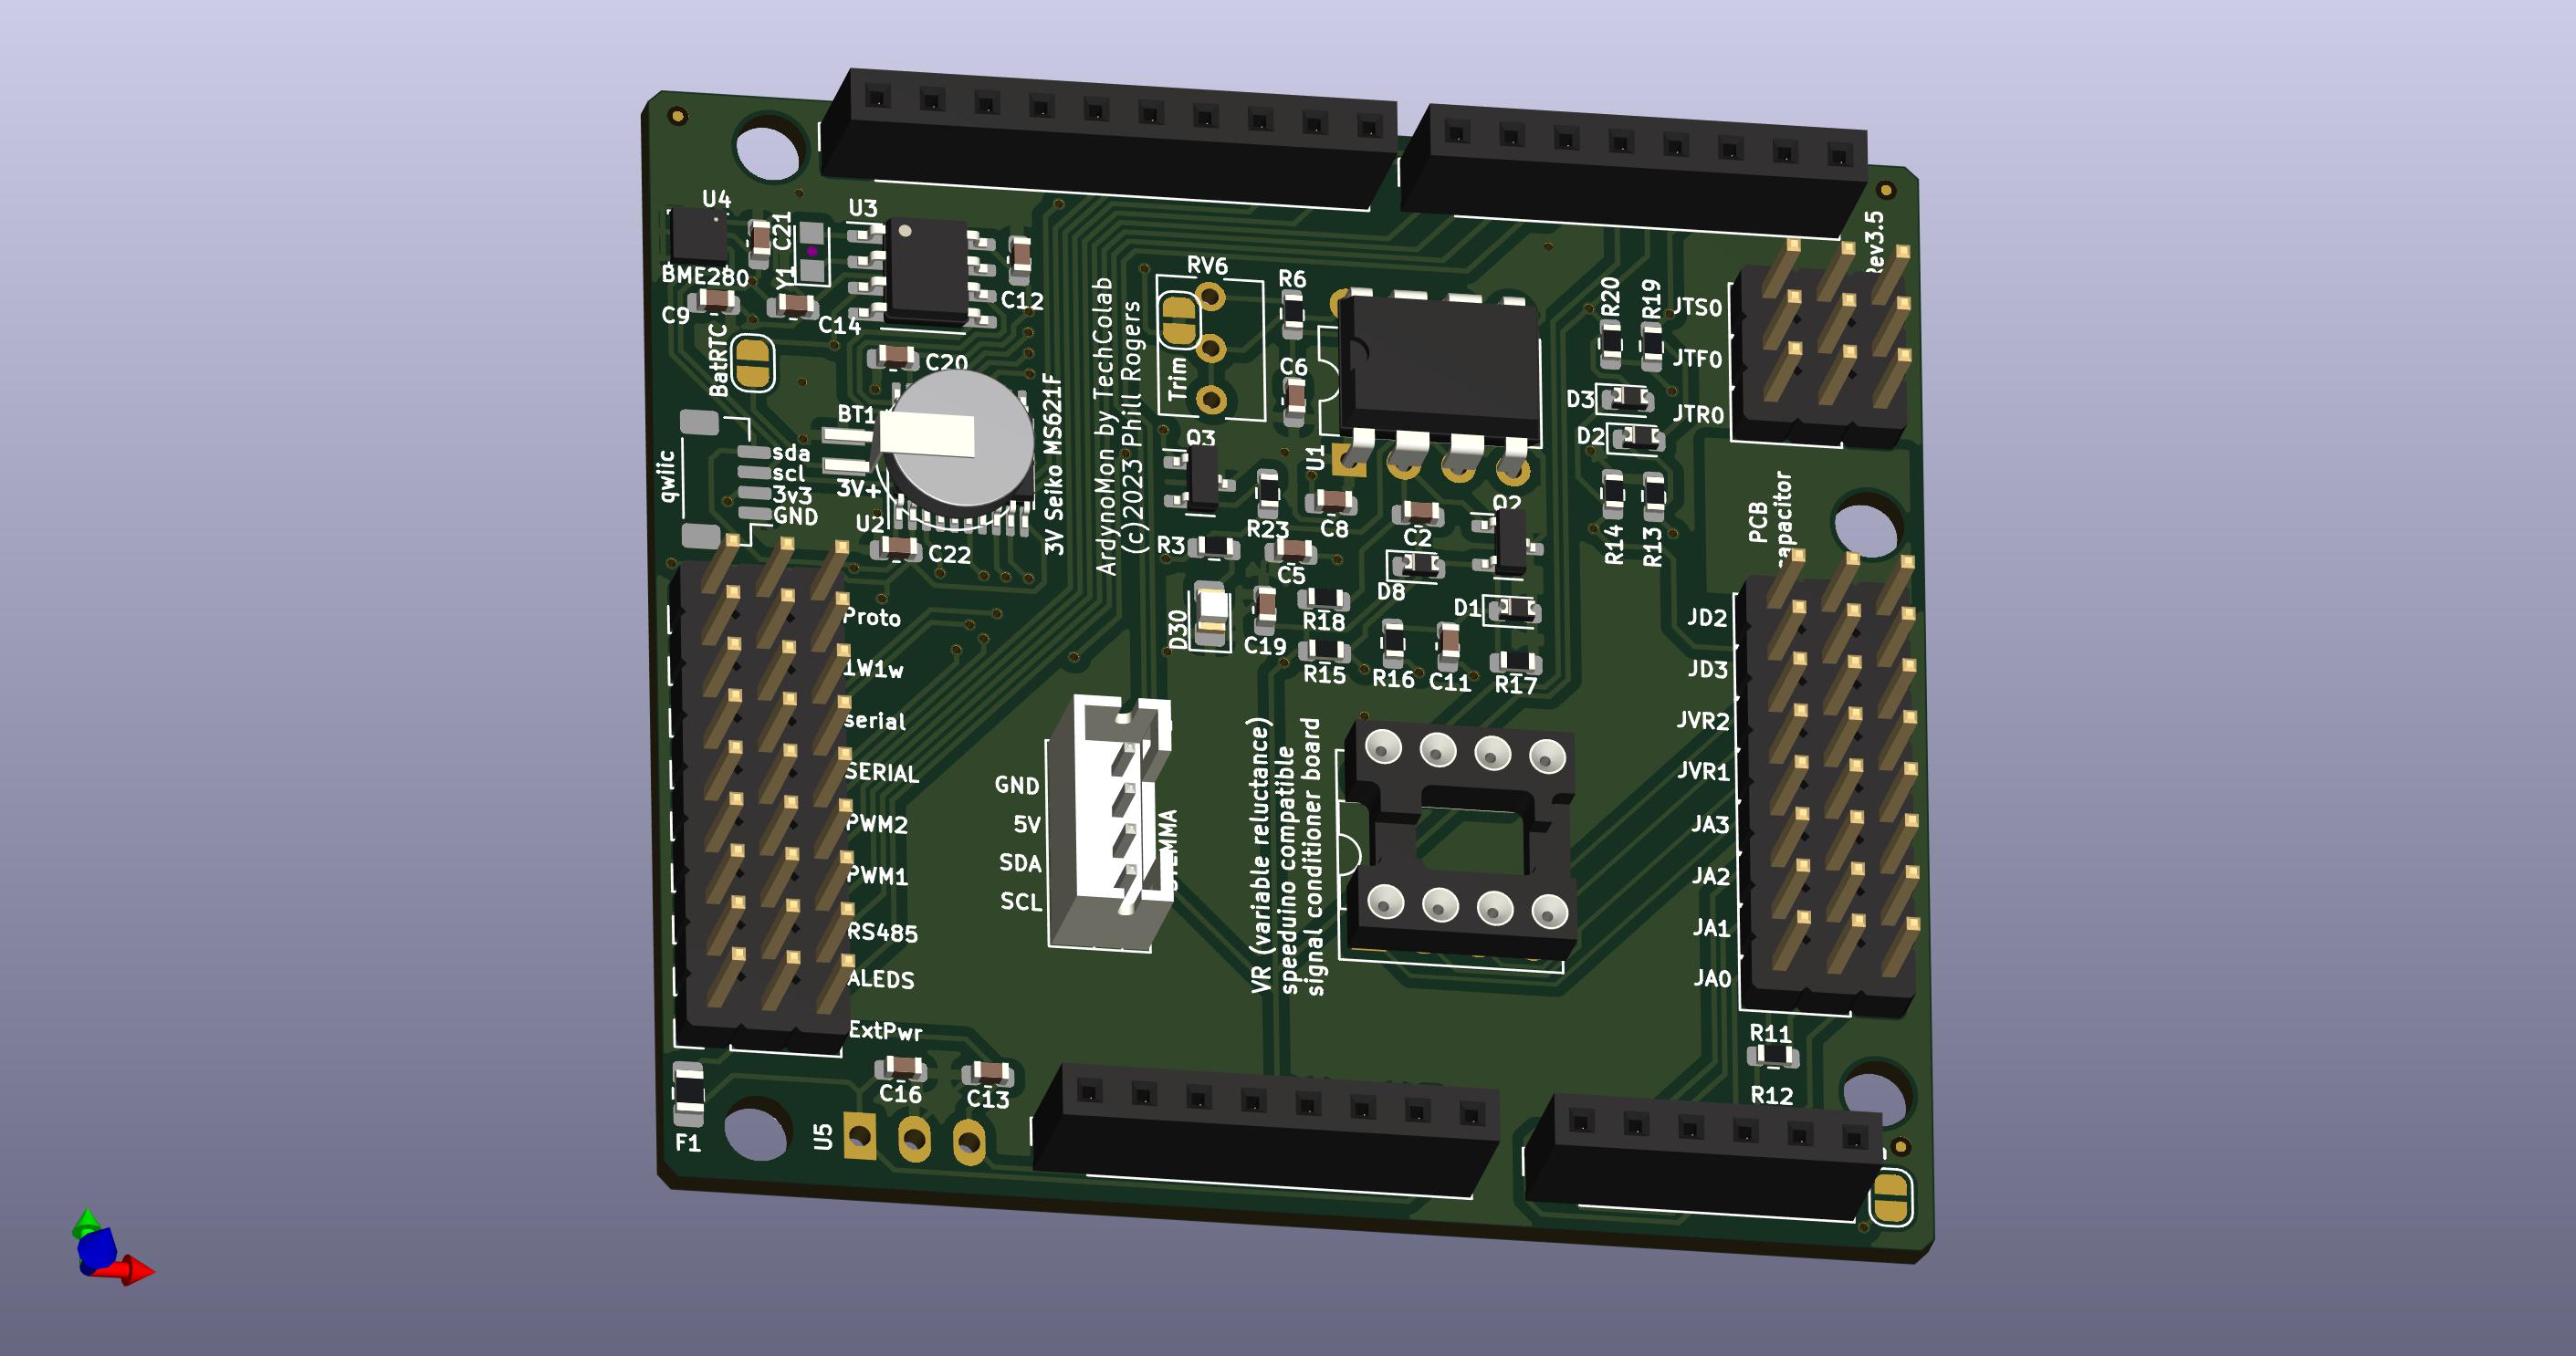 U4
C21
Y1
U3
BME280
C9
C14
C12
C20
BatRTC
BT1
3V+
U2
C22
3V Seiko MS621F
qwiic
sda
scl
3v3
GND
ArdynoMon by TechColab
(c)2023 Phill Rogers
RV6
Trim
R6
C6
U1
R23
C8
C2
R3
C5
D8
D30
C19
R18
R15
R16
C11
D1
R17
R20
R19
D3
D2
R14
R13
Rev3.5
JTS0
JTF0
JTR0
PCB
JD2
JD3
JVR2
JVR1
JA3
JA2
JA1
JA0
R11
R12
Proto
1W1w
serial
SERIAL
PWM2
PWM1
RS485
ALEDS
ExtPwr
GND
5V
SDA
SCL
VR (variable reluctance)
speeduino compatible
signal conditioner board
C16
C13
F1
U5